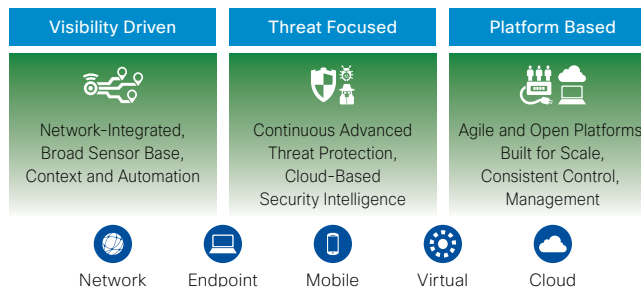 Visibility Driven
Network-Integrated,
Broad Sensor Base,
Context and Automation
Threat Focused
Continuous Advanced
Threat Protection,
Cloud-Based
Security Intelligence
Platform Based
Agile and Open Platforms
Built for Scale,
Consistent Control,
Management
Network
Endpoint
Mobile
Virtual
Cloud